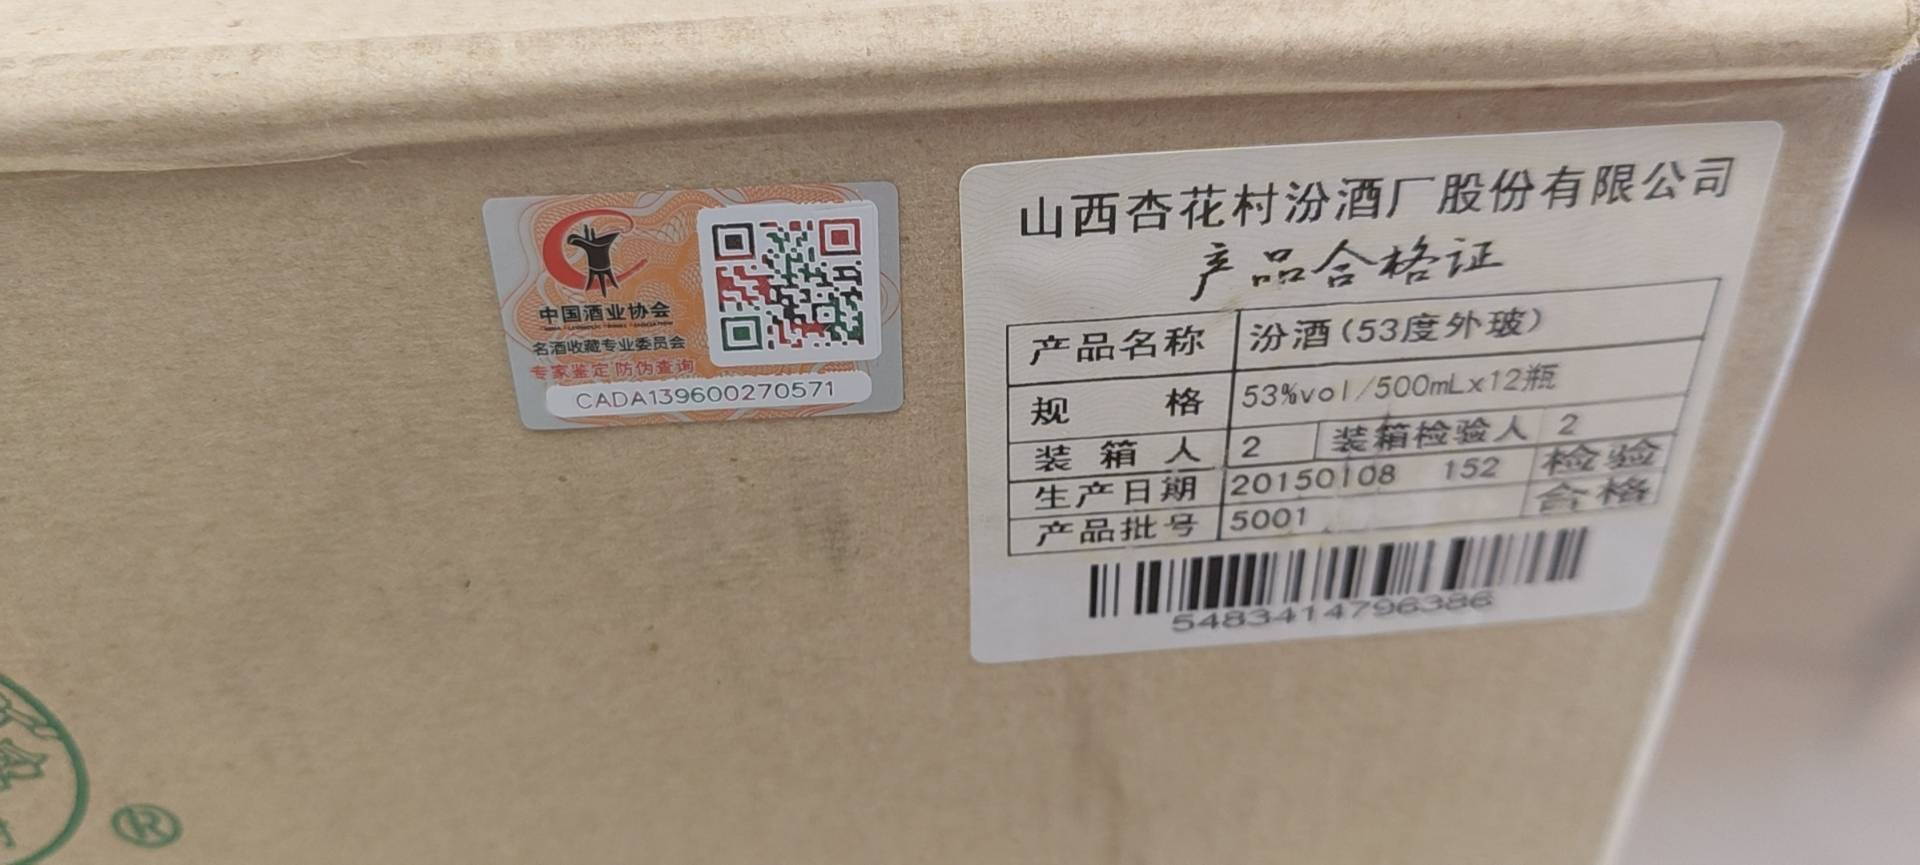 中国酒业协会
名酒收藏专业委员会
专家鉴定 防伪查询
CADA139600270571
山西杏花村汾酒厂股份有限公司
产品合格证
产品名称 汾酒(53度外玻)
规 格 53%vol/500mLx12瓶
装箱人 2 装箱检验人 2
生产日期 20150108 152 检验
产品批号 5001 合格
5483414796386
®